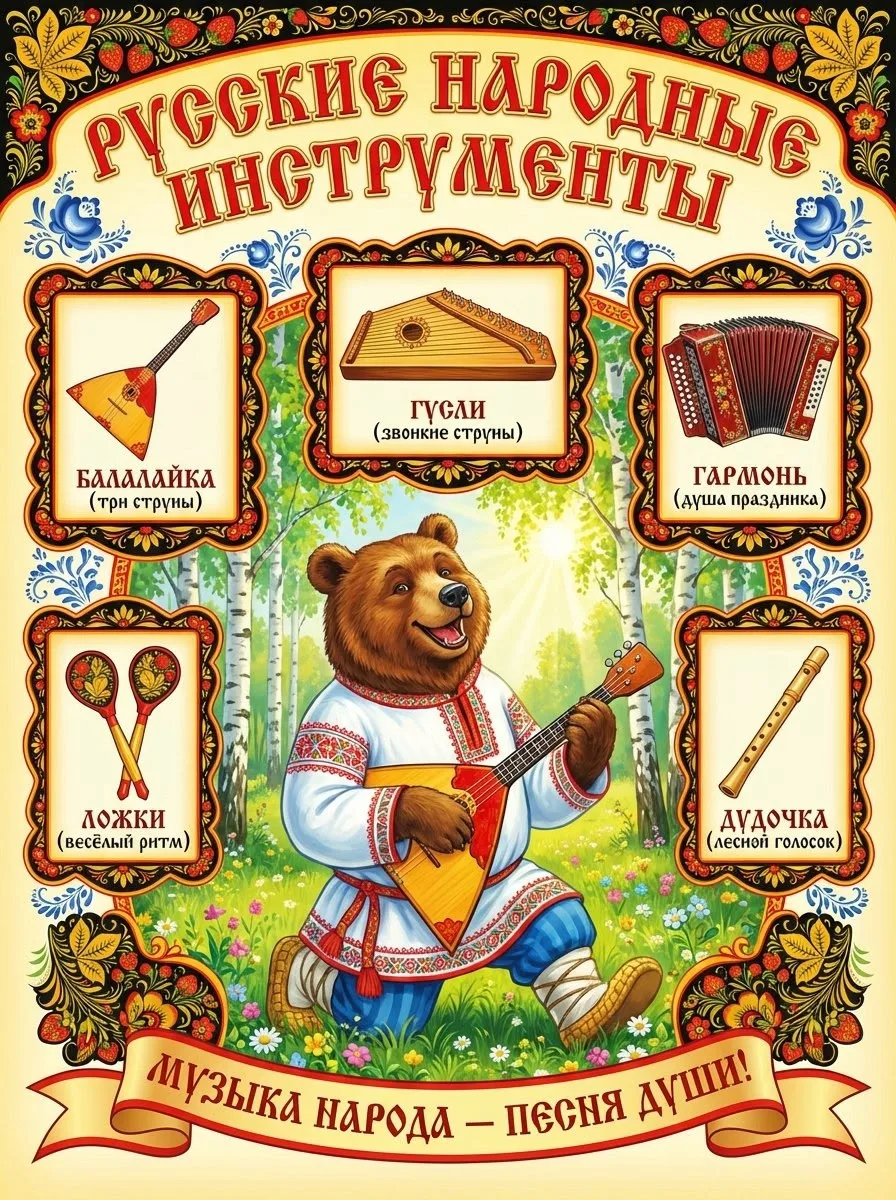 РУССКИЕ НАРОДНЫЕ
ИНСТРУМЕНТЫ
БАЛАЛАЙКА
(три струны)
ГУСЛИ
(звонкие струны)
ГАРМОНЬ
(душа праздника)
ЛОЖКИ
(весёлый ритм)
ДУДОЧКА
(лесной голосок)
МУЗЫКА НАРОДА — ПЕСНЯ ДУШИ!